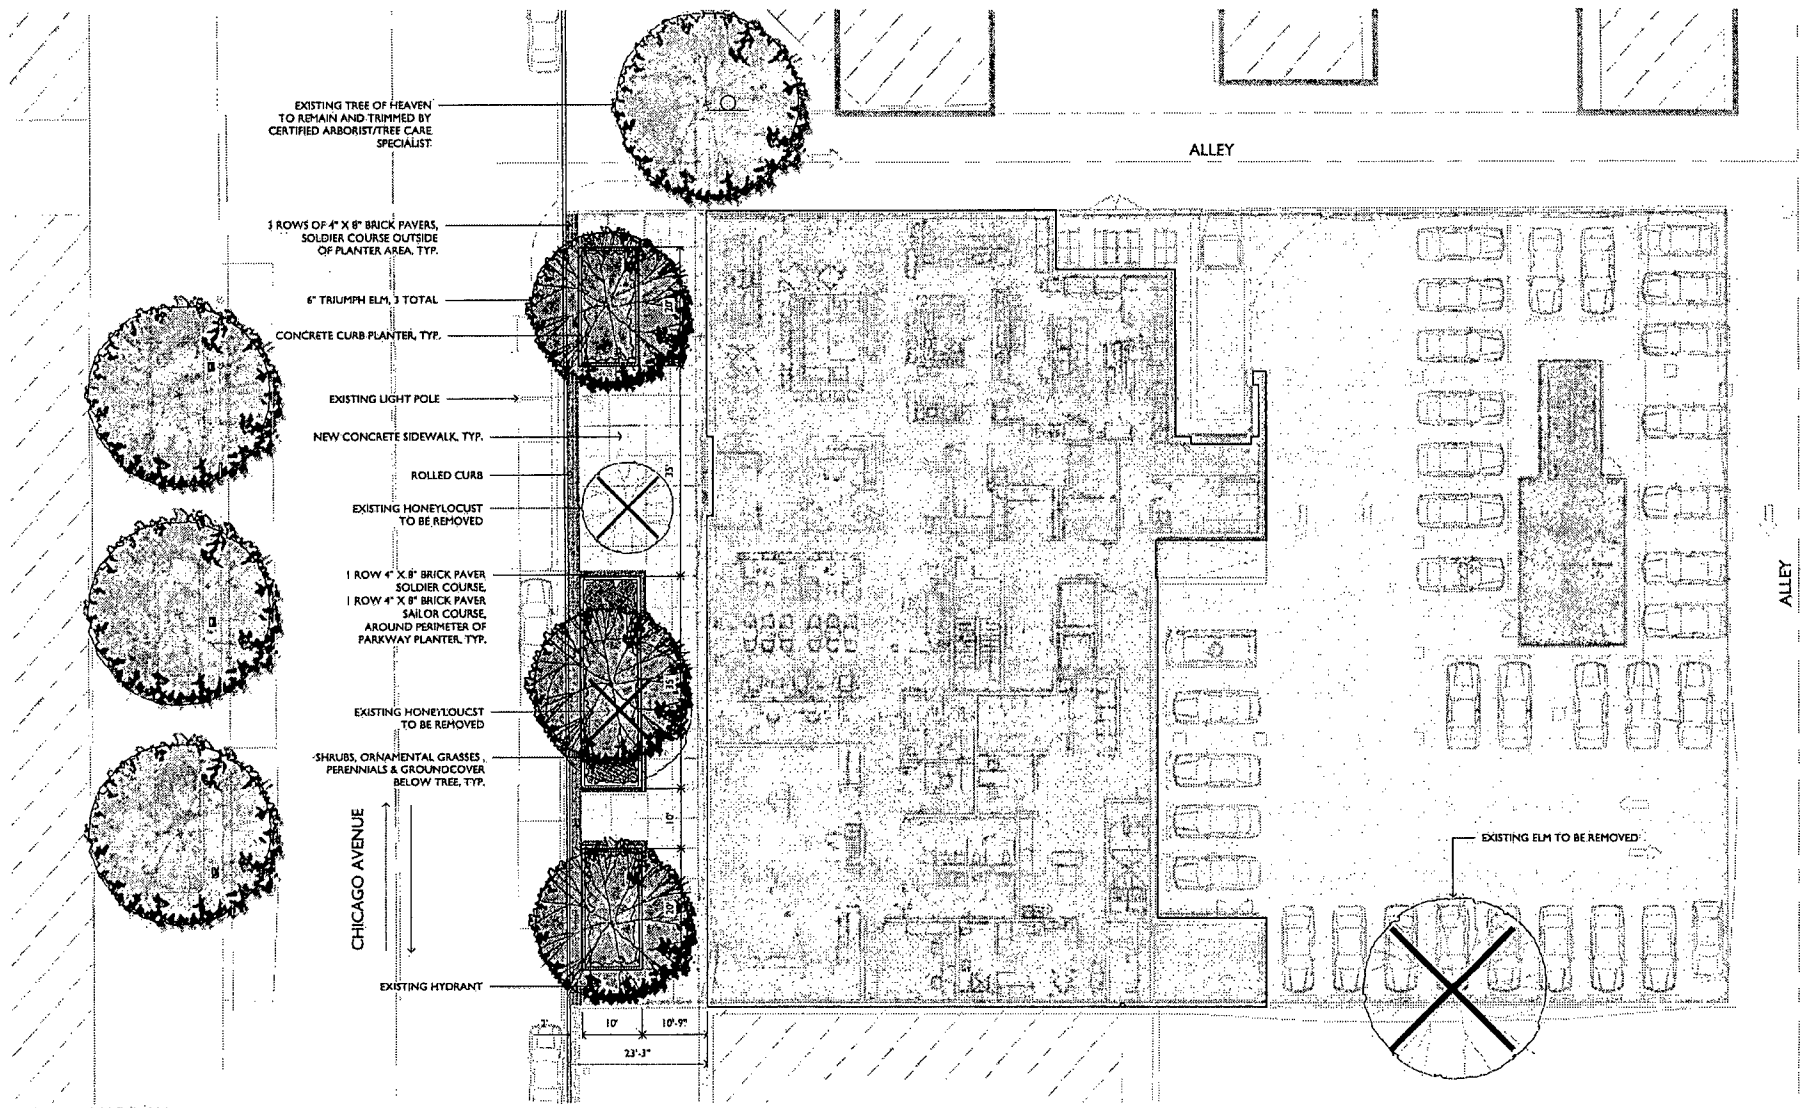 EXISTING TREE OF HEAVEN
TO REMAIN AND TRIMMED BY
CERTIFIED ARBORIST/TREE CARE
SPECIALIST
ALLEY
3 ROWS OF 4" X 8" BRICK PAVERS,
SOLDIER COURSE OUTSIDE
OF PLANTER AREA, TYP.
6" TRIUMPH ELM, 3 TOTAL
CONCRETE CURB PLANTER, TYP.
EXISTING LIGHT POLE
NEW CONCRETE SIDEWALK, TYP.
ROLLED CURB
EXISTING HONEYLOCUST
TO BE REMOVED
1 ROW 4" X 8" BRICK PAVER
SOLDIER COURSE,
1 ROW 4" X 8" BRICK PAVER
SAILOR COURSE,
AROUND PERIMETER OF
PARKWAY PLANTER, TYP.
EXISTING HONEYLOUCST
TO BE REMOVED
SHRUBS, ORNAMENTAL GRASSES,
PERENNIALS & GROUNDCOVER
BELOW TREE, TYP.
CHICAGO AVENUE
EXISTING HYDRANT
35'
10'
20'
2'
10'
10'-9"
23'-3"
ALLEY
EXISTING ELM TO BE REMOVED